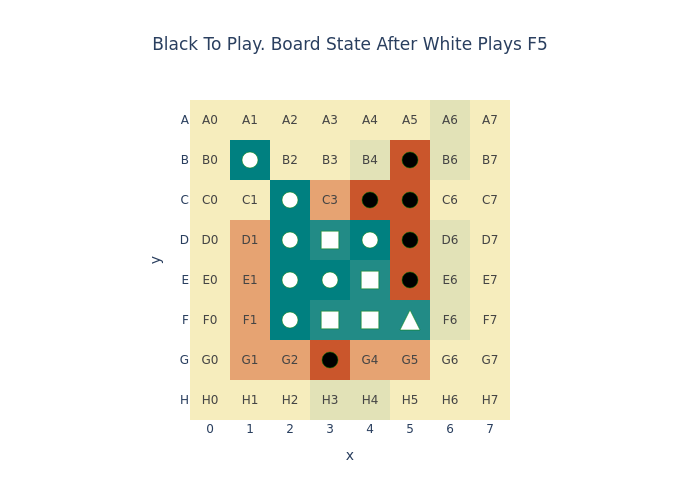 Black To Play. Board State After White Plays F5
A A0 A1 A2 A3 A4 A5 A6 A7
B B0 B2 B3 B4 B6 B7
C C0 C1 C3 C6 C7
D D0 D1 D6 D7
y
E E0 E1 E6 E7
F F0 F1 F6 F7
G G0 G1 G2 G4 G5 G6 G7
H H0 H1 H2 H3 H4 H5 H6 H7
0 1 2 3 4 5 6 7
x